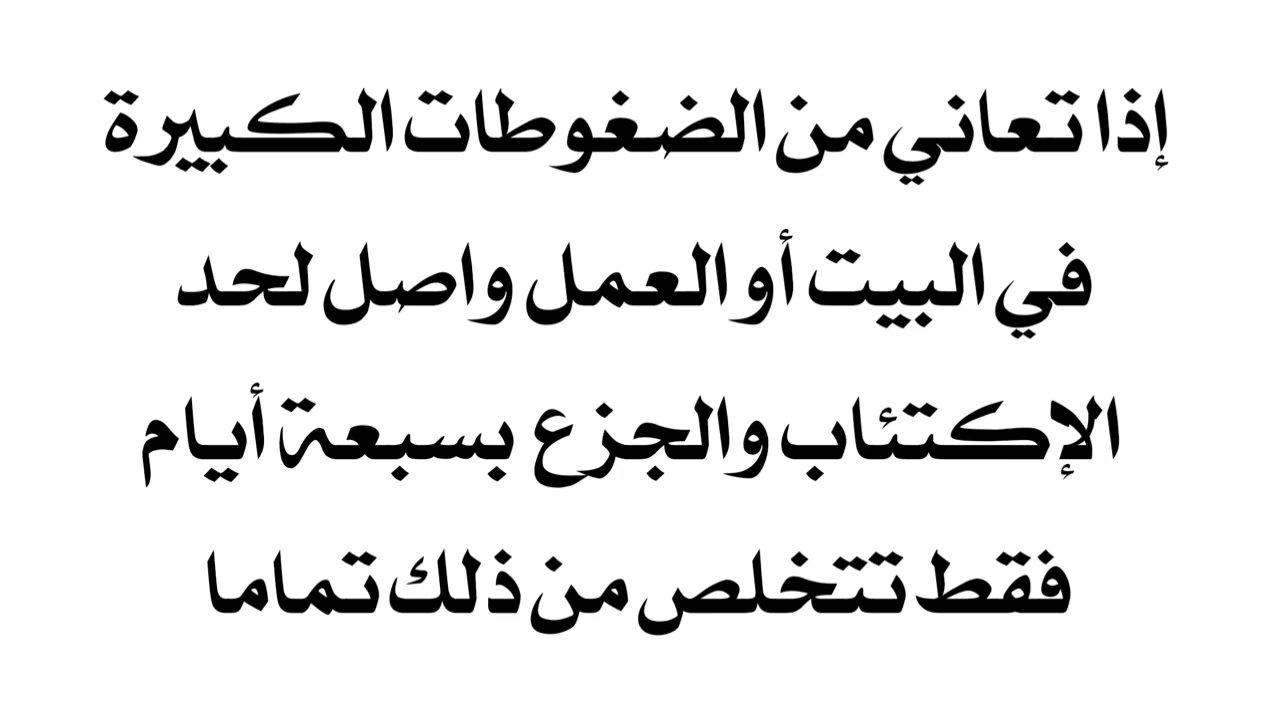 إذا تعاني من الضغوطات الكبيرة
في البيت أو العمل واصل لحد
الإكتئاب والجزع بسبعة أيام
فقط تتخلص من ذلك تماما